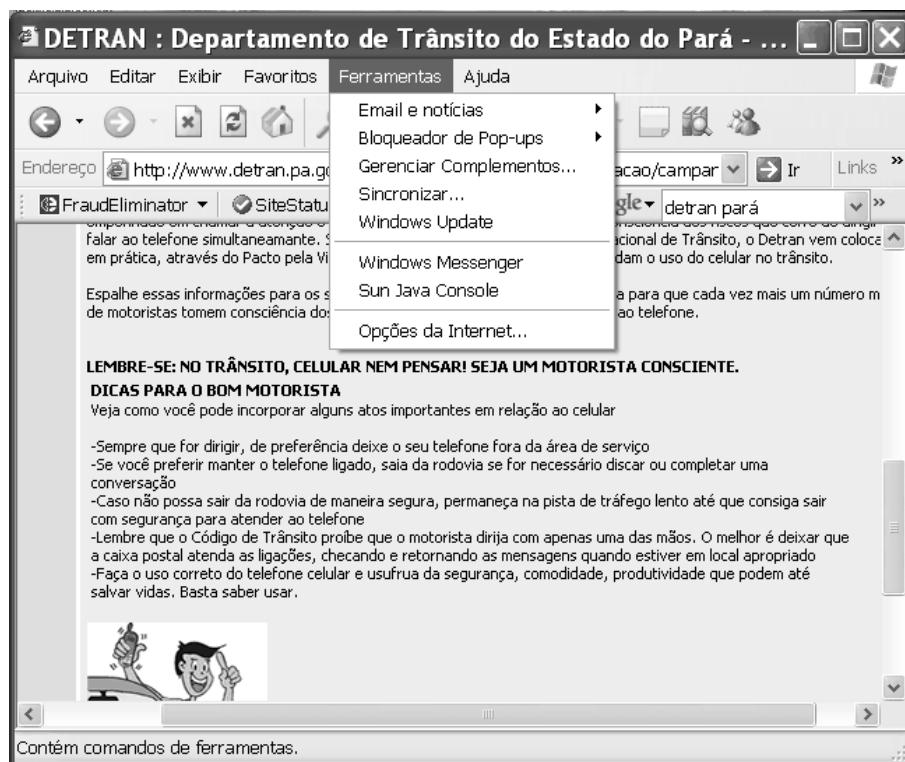 DETRAN : Departamento de Trânsito do Estado do Pará - ...
Arquivo Editar Exibir Favoritos Ferramentas Ajuda
Email e notícias
Bloqueador de Pop-ups
Gerenciar Complementos...
Sincronizar...
Windows Update
Windows Messenger
Sun Java Console
Opções da Internet...
Endereço http://www.detran.pa.go acao/campar Ir Links »
FraudEliminator SiteStatu gle detran pará »
falar ao telefone simultaneamante. S acional de Trânsito, o Detran vem coloca
em prática, através do Pacto pela Vi dam o uso do celular no trânsito.
Espalhe essas informações para os s a para que cada vez mais um número m
de motoristas tomem consciência dos ao telefone.
LEMBRE-SE: NO TRÂNSITO, CELULAR NEM PENSAR! SEJA UM MOTORISTA CONSCIENTE.
DICAS PARA O BOM MOTORISTA
Veja como você pode incorporar alguns atos importantes em relação ao celular
-Sempre que for dirigir, de preferência deixe o seu telefone fora da área de serviço
-Se você preferir manter o telefone ligado, saia da rodovia se for necessário discar ou completar uma
conversação
-Caso não possa sair da rodovia de maneira segura, permaneça na pista de tráfego lento até que consiga sair
com segurança para atender ao telefone
-Lembre que o Código de Trânsito proíbe que o motorista dirija com apenas uma das mãos. O melhor é deixar que
a caixa postal atenda as ligações, checando e retornando as mensagens quando estiver em local apropriado
-Faça o uso correto do telefone celular e usufrua da segurança, comodidade, produtividade que podem até
salvar vidas. Basta saber usar.
Contém comandos de ferramentas.